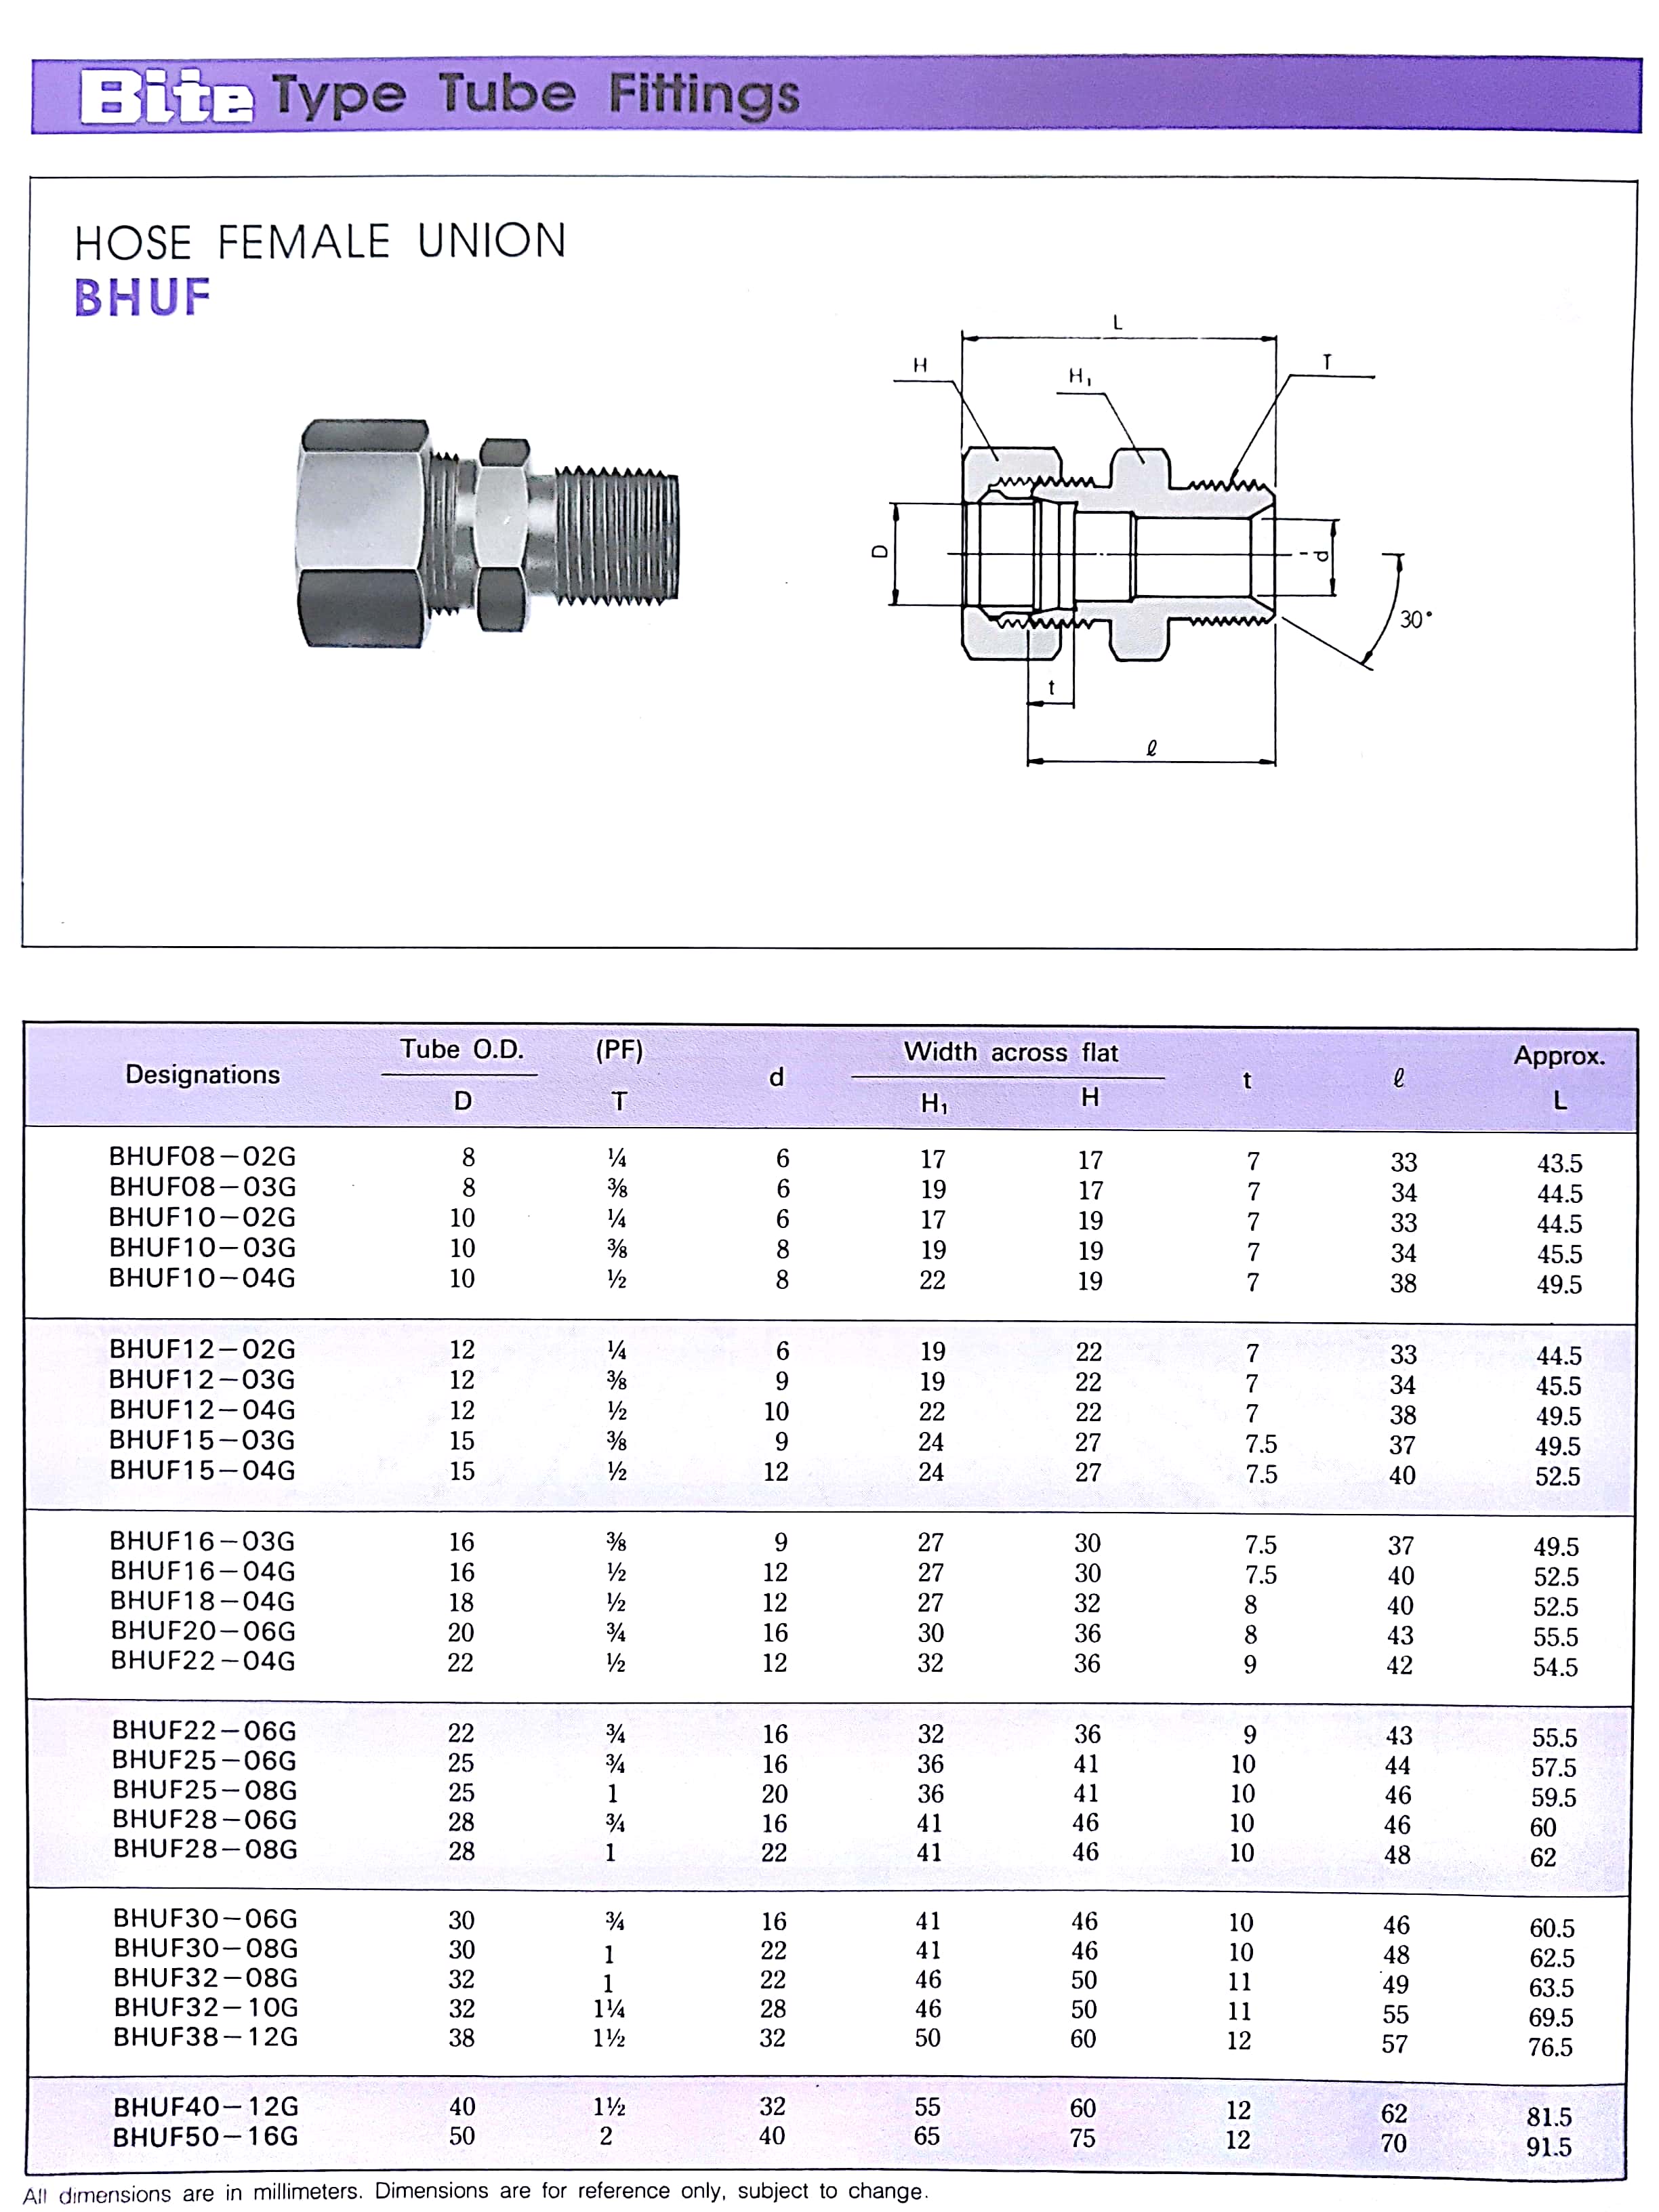 Bite Type Tube Fittings
HOSE FEMALE UNION
BHUF
L
H
H₁
T
D
d
30°
t
ℓ
Designations Tube O.D. D (PF) T d Width across flat H₁ H t ℓ Approx. L
BHUF08−02G 8 ¼ 6 17 17 7 33 43.5
BHUF08−03G 8 ⅜ 6 19 17 7 34 44.5
BHUF10−02G 10 ¼ 6 17 19 7 33 44.5
BHUF10−03G 10 ⅜ 8 19 19 7 34 45.5
BHUF10−04G 10 ½ 8 22 19 7 38 49.5
BHUF12−02G 12 ¼ 6 19 22 7 33 44.5
BHUF12−03G 12 ⅜ 9 19 22 7 34 45.5
BHUF12−04G 12 ½ 10 22 22 7 38 49.5
BHUF15−03G 15 ⅜ 9 24 27 7.5 37 49.5
BHUF15−04G 15 ½ 12 24 27 7.5 40 52.5
BHUF16−03G 16 ⅜ 9 27 30 7.5 37 49.5
BHUF16−04G 16 ½ 12 27 30 7.5 40 52.5
BHUF18−04G 18 ½ 12 27 32 8 40 52.5
BHUF20−06G 20 ¾ 16 30 36 8 43 55.5
BHUF22−04G 22 ½ 12 32 36 9 42 54.5
BHUF22−06G 22 ¾ 16 32 36 9 43 55.5
BHUF25−06G 25 ¾ 16 36 41 10 44 57.5
BHUF25−08G 25 1 20 36 41 10 46 59.5
BHUF28−06G 28 ¾ 16 41 46 10 46 60
BHUF28−08G 28 1 22 41 46 10 48 62
BHUF30−06G 30 ¾ 16 41 46 10 46 60.5
BHUF30−08G 30 1 22 41 46 10 48 62.5
BHUF32−08G 32 1 22 46 50 11 49 63.5
BHUF32−10G 32 1¼ 28 46 50 11 55 69.5
BHUF38−12G 38 1½ 32 50 60 12 57 76.5
BHUF40−12G 40 1½ 32 55 60 12 62 81.5
BHUF50−16G 50 2 40 65 75 12 70 91.5
All dimensions are in millimeters. Dimensions are for reference only, subject to change.